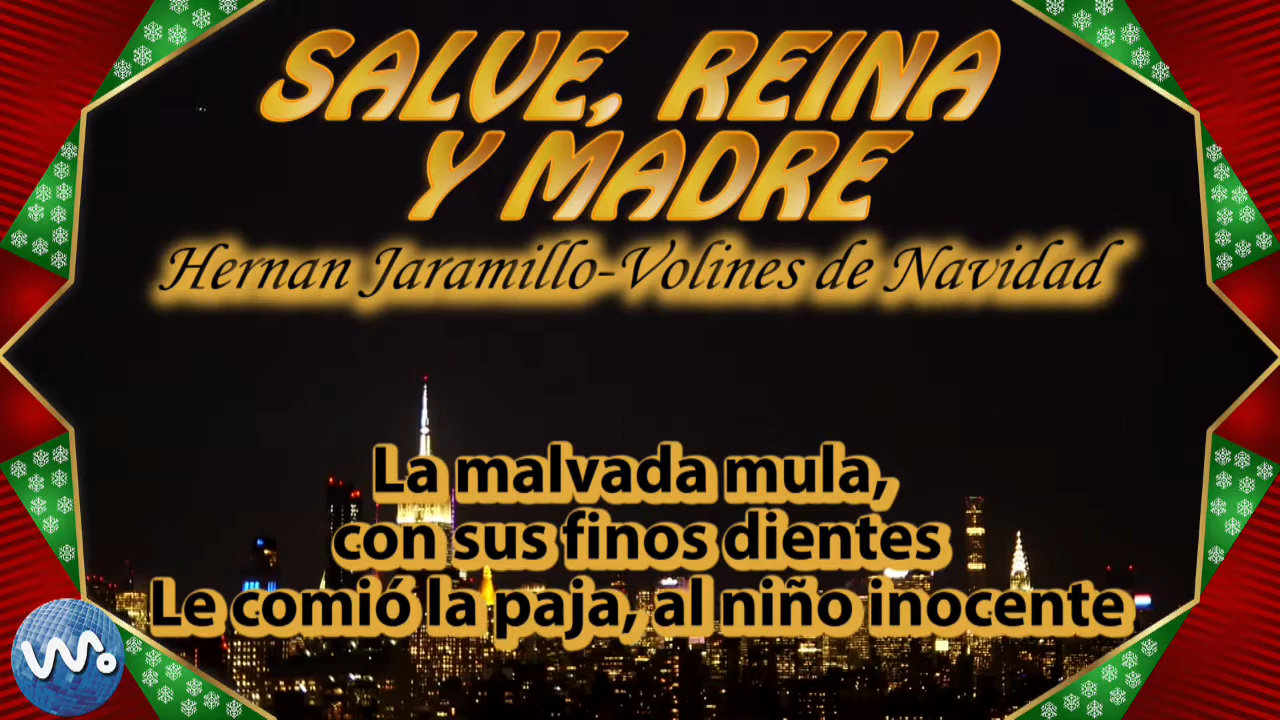 SALVE, REINA
Y MADRE
Hernan Jaramillo-Volines de Navidad
La malvada mula,
con sus finos dientes
Le comió la paja, al niño inocente